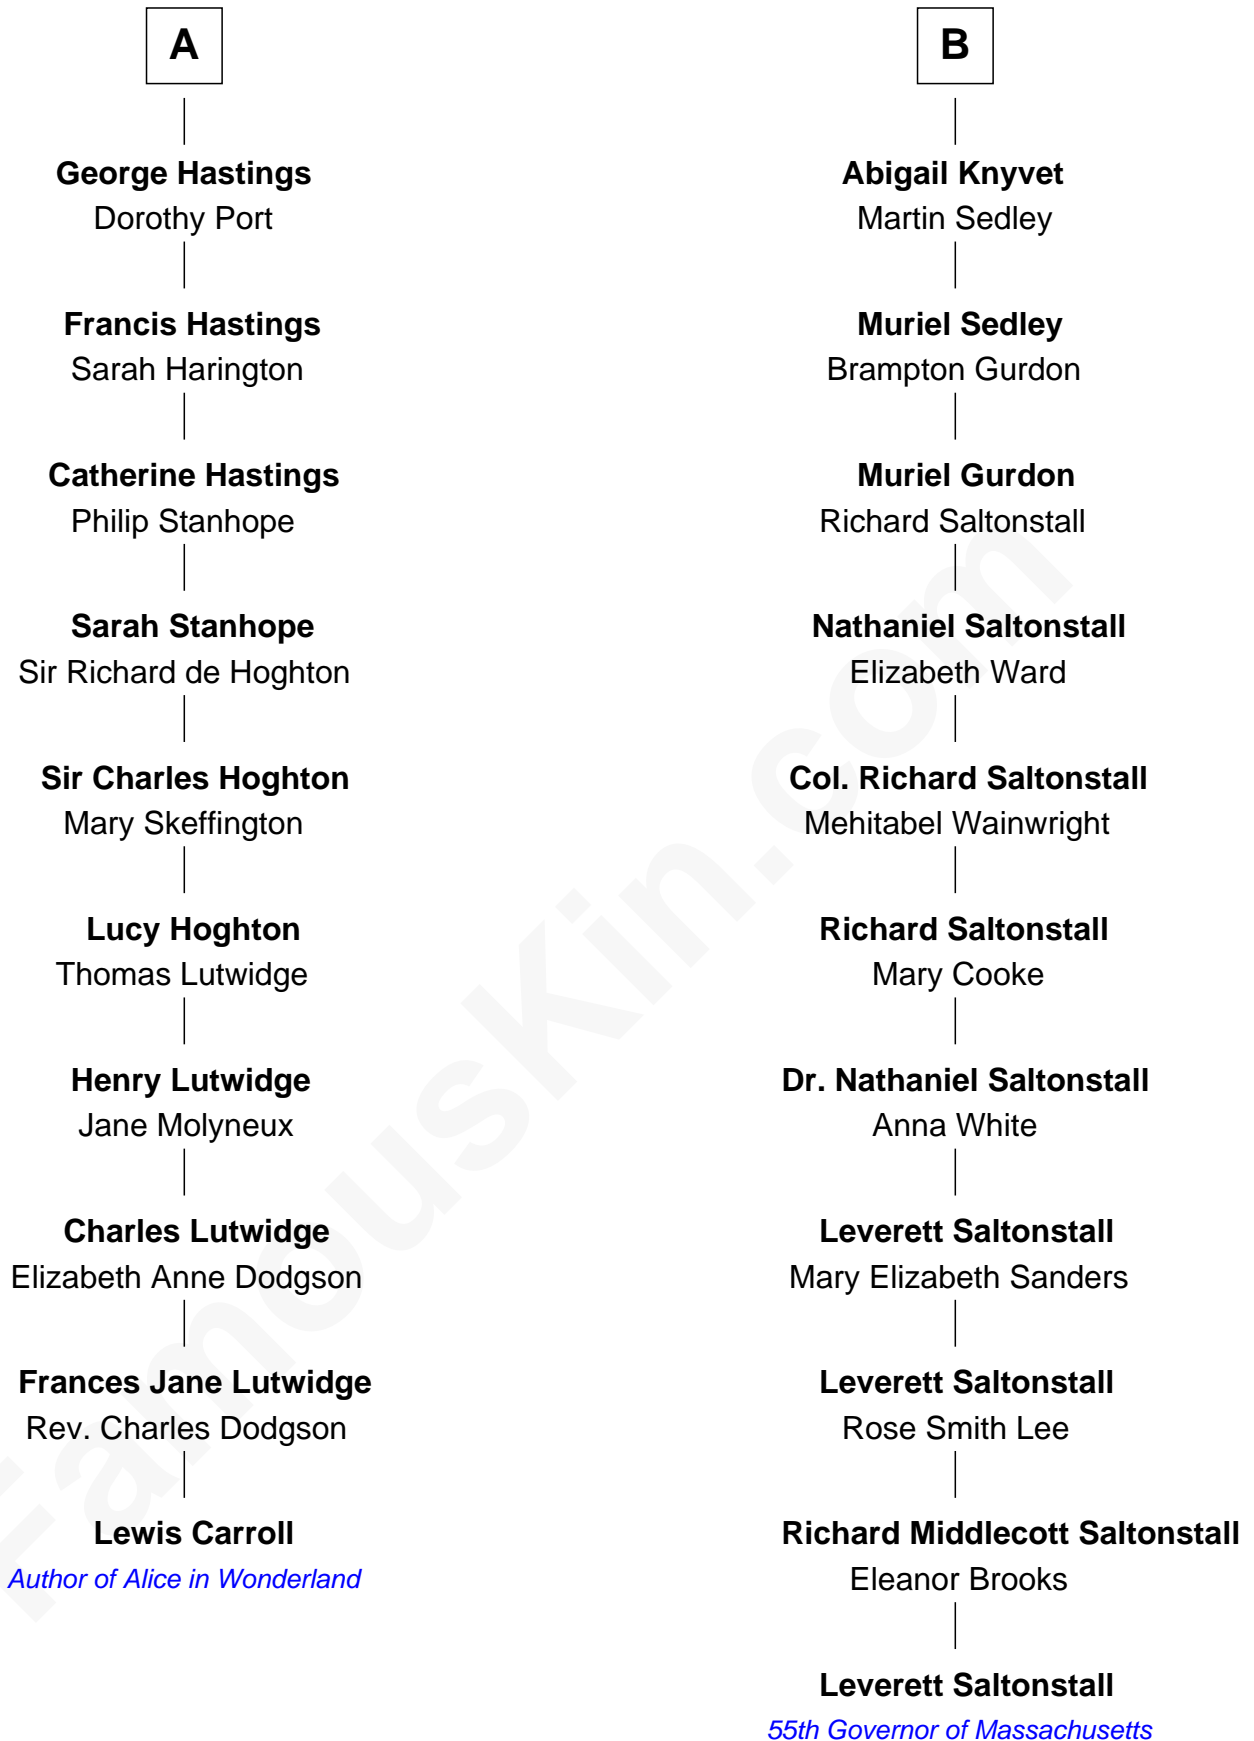 A
George Hastings
Dorothy Port
Francis Hastings
Sarah Harington
Catherine Hastings
Philip Stanhope
Sarah Stanhope
Sir Richard de Hoghton
Sir Charles Hoghton
Mary Skeffington
Lucy Hoghton
Thomas Lutwidge
Henry Lutwidge
Jane Molyneux
Charles Lutwidge
Elizabeth Anne Dodgson
Frances Jane Lutwidge
Rev. Charles Dodgson
Lewis Carroll
Author of Alice in Wonderland
B
Abigail Knyvet
Martin Sedley
Muriel Sedley
Brampton Gurdon
Muriel Gurdon
Richard Saltonstall
Nathaniel Saltonstall
Elizabeth Ward
Col. Richard Saltonstall
Mehitabel Wainwright
Richard Saltonstall
Mary Cooke
Dr. Nathaniel Saltonstall
Anna White
Leverett Saltonstall
Mary Elizabeth Sanders
Leverett Saltonstall
Rose Smith Lee
Richard Middlecott Saltonstall
Eleanor Brooks
Leverett Saltonstall
55th Governor of Massachusetts
FamousKin.com